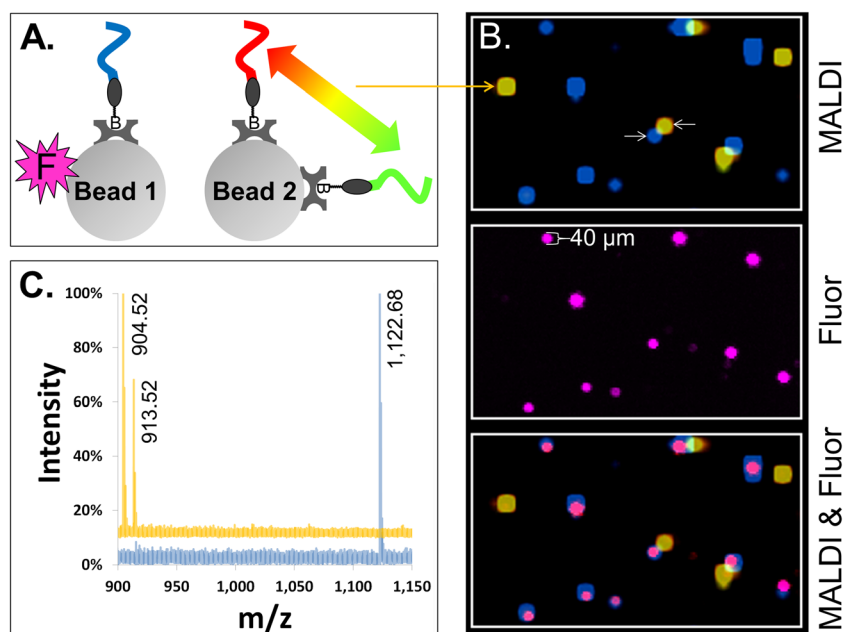 A.
B
B
F
Bead 1
Bead 2
B
B.
MALDI
40 µm
Fluor
MALDI & Fluor
C.
100%
80%
60%
40%
20%
0%
Intensity
904.52
913.52
1,122.68
900
950
1,000
1,050
1,100
1,150
m/z